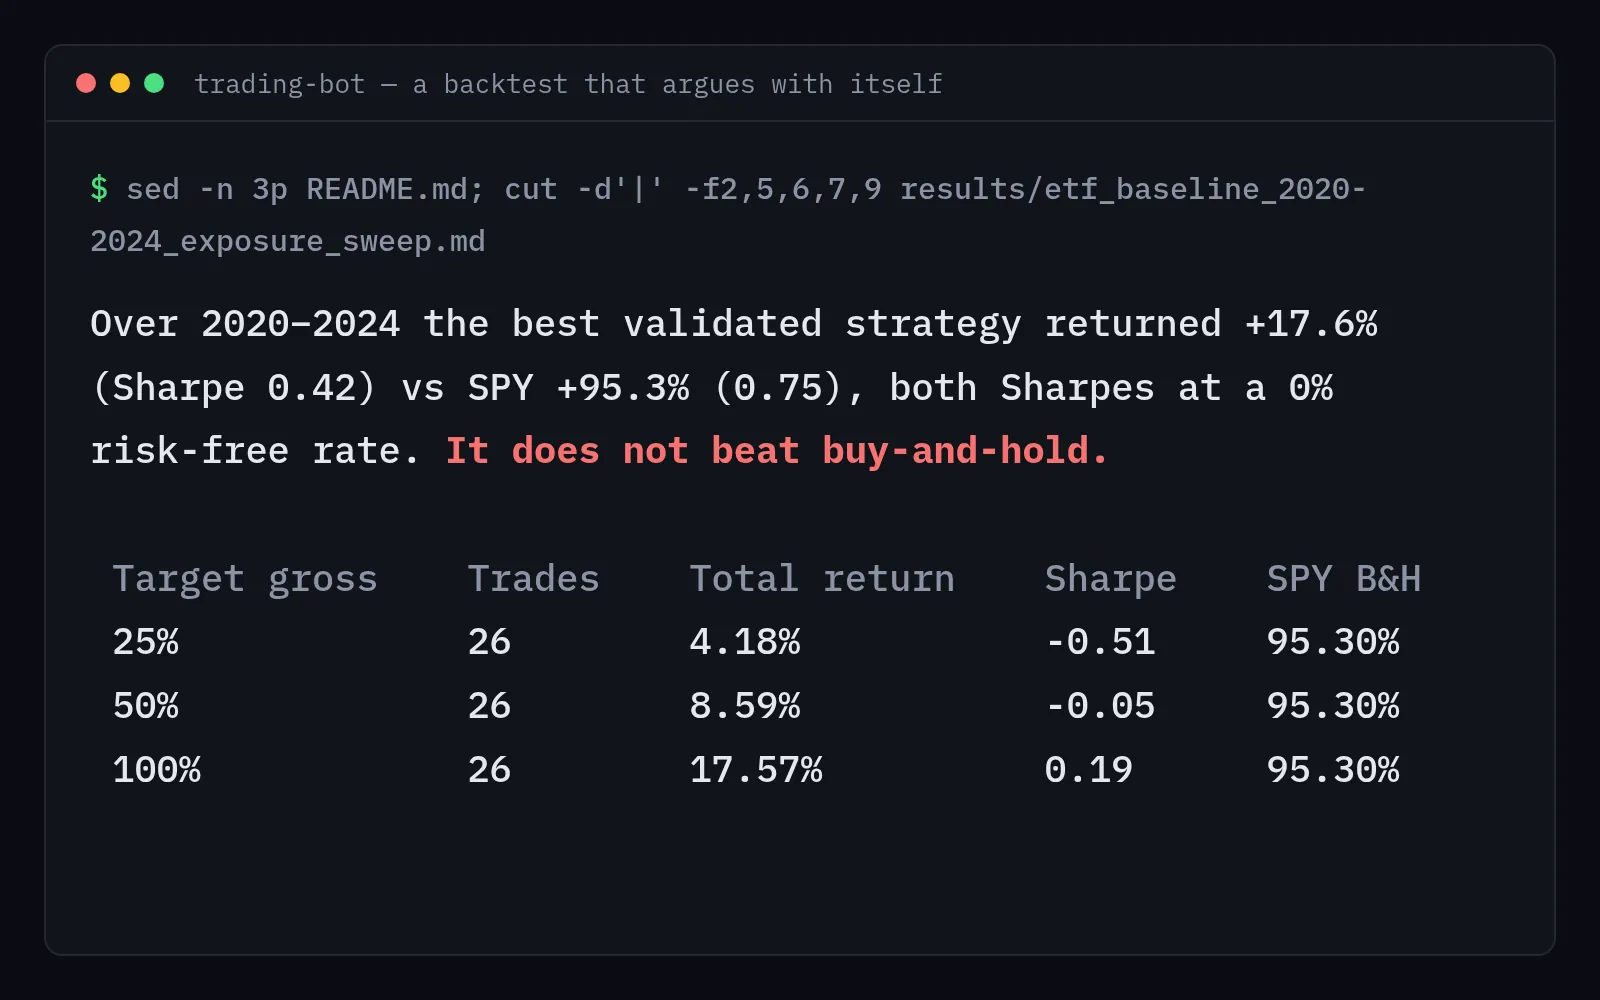 trading-bot — a backtest that argues with itself
$ sed -n 3p README.md; cut -d'|' -f2,5,6,7,9 results/etf_baseline_2020-
2024_exposure_sweep.md
Over 2020–2024 the best validated strategy returned +17.6%
(Sharpe 0.42) vs SPY +95.3% (0.75), both Sharpes at a 0%
risk-free rate. It does not beat buy-and-hold.
Target gross Trades Total return Sharpe SPY B&H
25% 26 4.18% -0.51 95.30%
50% 26 8.59% -0.05 95.30%
100% 26 17.57% 0.19 95.30%